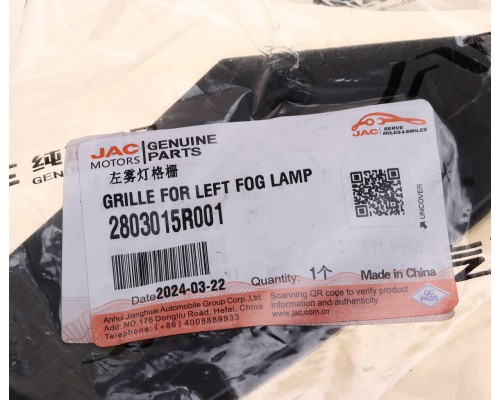 纯
GENU
JAC MOTORS GENUINE PARTS
JAC SERVE MILES & SMILES
左雾灯格栅
GRILLE FOR LEFT FOG LAMP
2803015R001
UNCOVER
Date 2024-03-22
Quantity: 1个
Made in China
Anhui Jianghuai Automobile Group Corp.,Ltd.
Add: NO.176 Dongliu Road, Hefei, China
Telephone: (+86) 4008889933
Scanning QR code to verify product
information and authenticity.
www.jac.com.cn
QC PASS